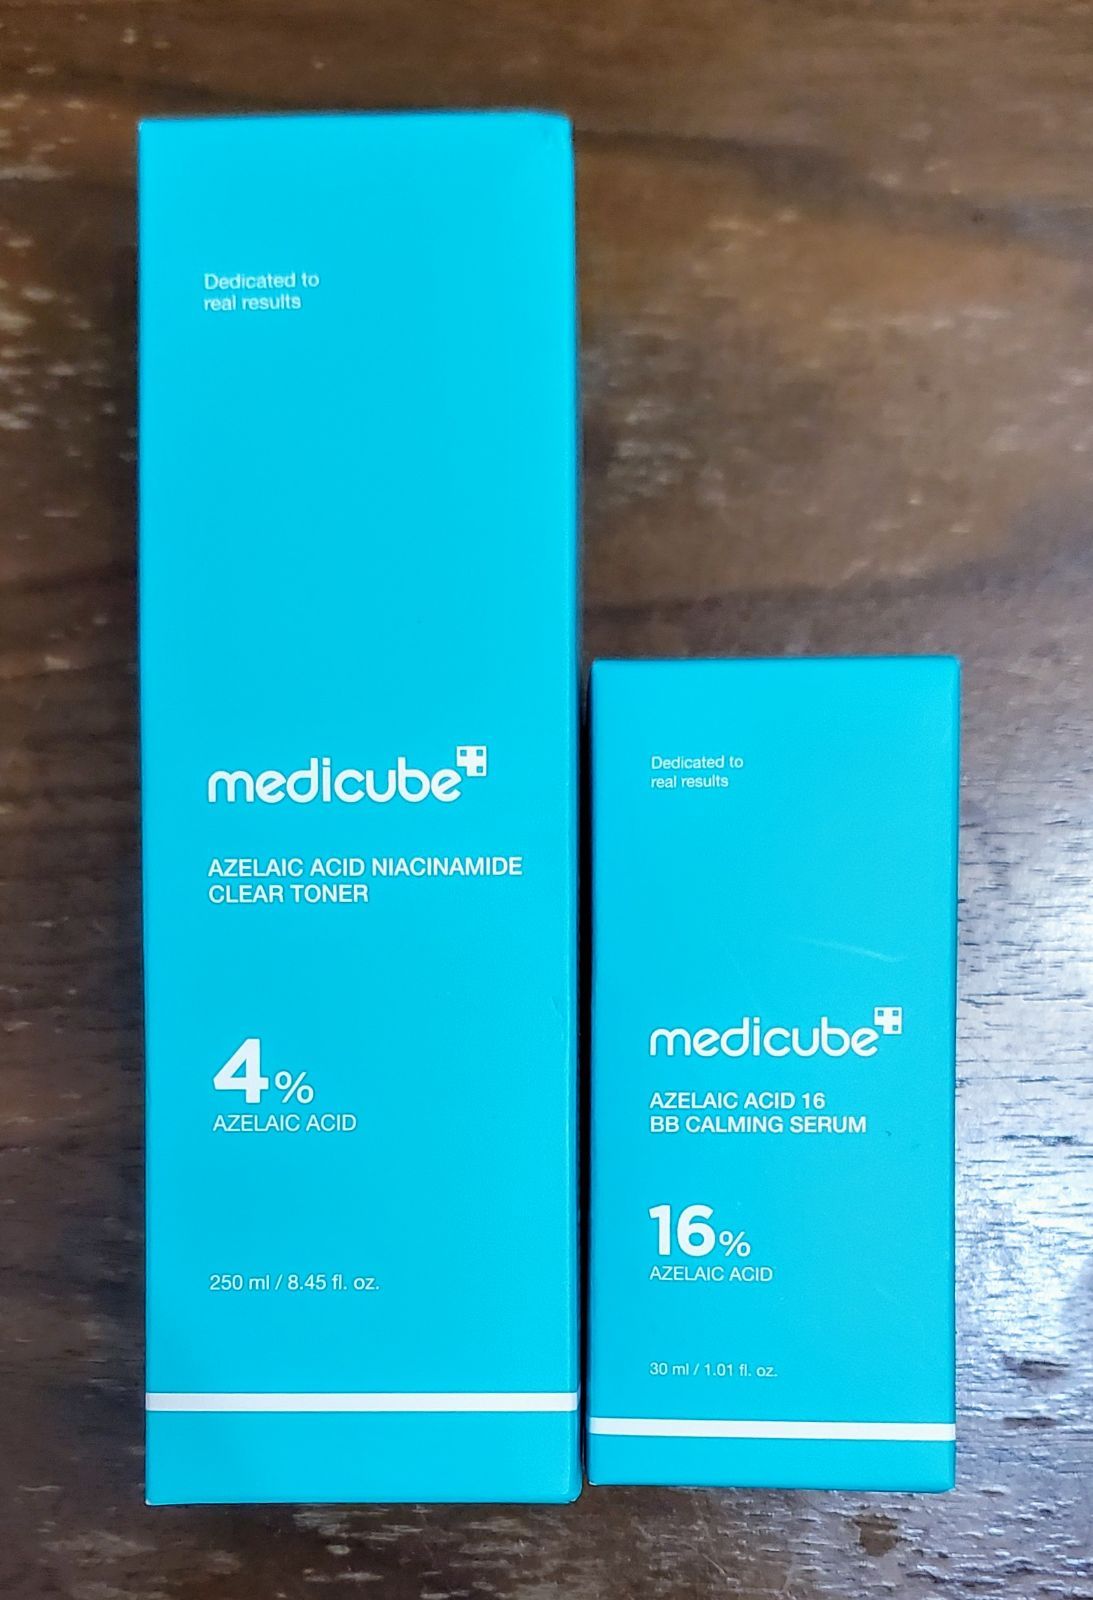 Dedicated to
real results
medicube
AZELAIC ACID NIACINAMIDE
CLEAR TONER
4%
AZELAIC ACID
250 ml / 8.45 fl. oz.
Dedicated to
real results
medicube
AZELAIC ACID 16
BB CALMING SERUM
16%
AZELAIC ACID
30 ml / 1.01 fl. oz.